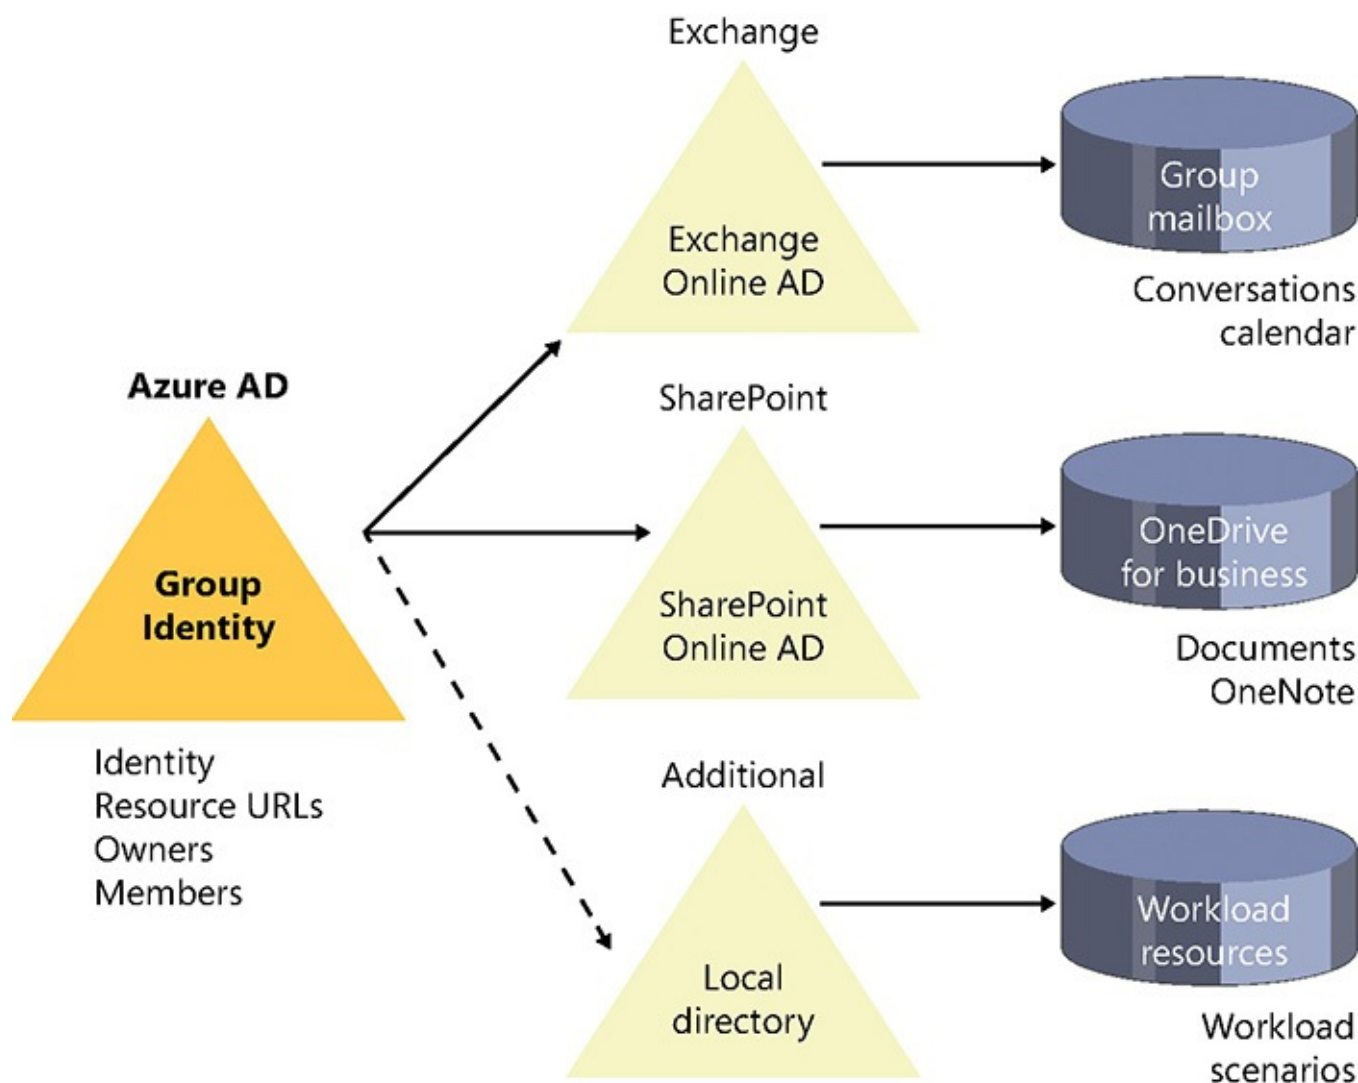 Exchange
Exchange
Online AD
Group
mailbox
Conversations
calendar
Azure AD
Group
Identity
Identity
Resource URLs
Owners
Members
SharePoint
SharePoint
Online AD
OneDrive
for business
Documents
OneNote
Additional
Local
directory
Workload
resources
Workload
scenarios